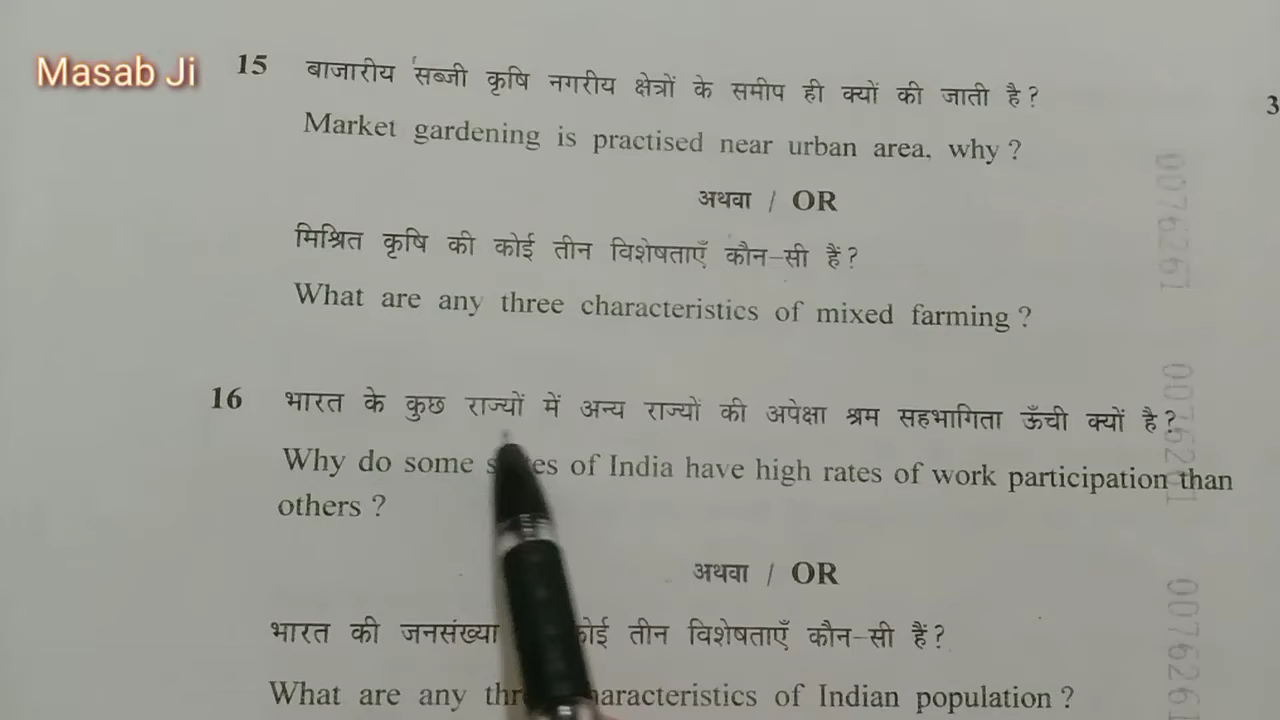 Masab Ji
15 बाजारीय सब्जी कृषि नगरीय क्षेत्रों के समीप ही क्यों की जाती है ?
3
Market gardening is practised near urban area, why ?
अथवा / OR
मिश्रित कृषि की कोई तीन विशेषताएँ कौन-सी हैं ?
What are any three characteristics of mixed farming ?
16 भारत के कुछ राज्यों में अन्य राज्यों की अपेक्षा श्रम सहभागिता ऊँची क्यों है ?
Why do some of India have high rates of work participation than
others ?
अथवा / OR
भारत की जनसंख्या कोई तीन विशेषताएँ कौन-सी हैं ?
What are any characteristics of Indian population ?
0076261
0076261
0076261